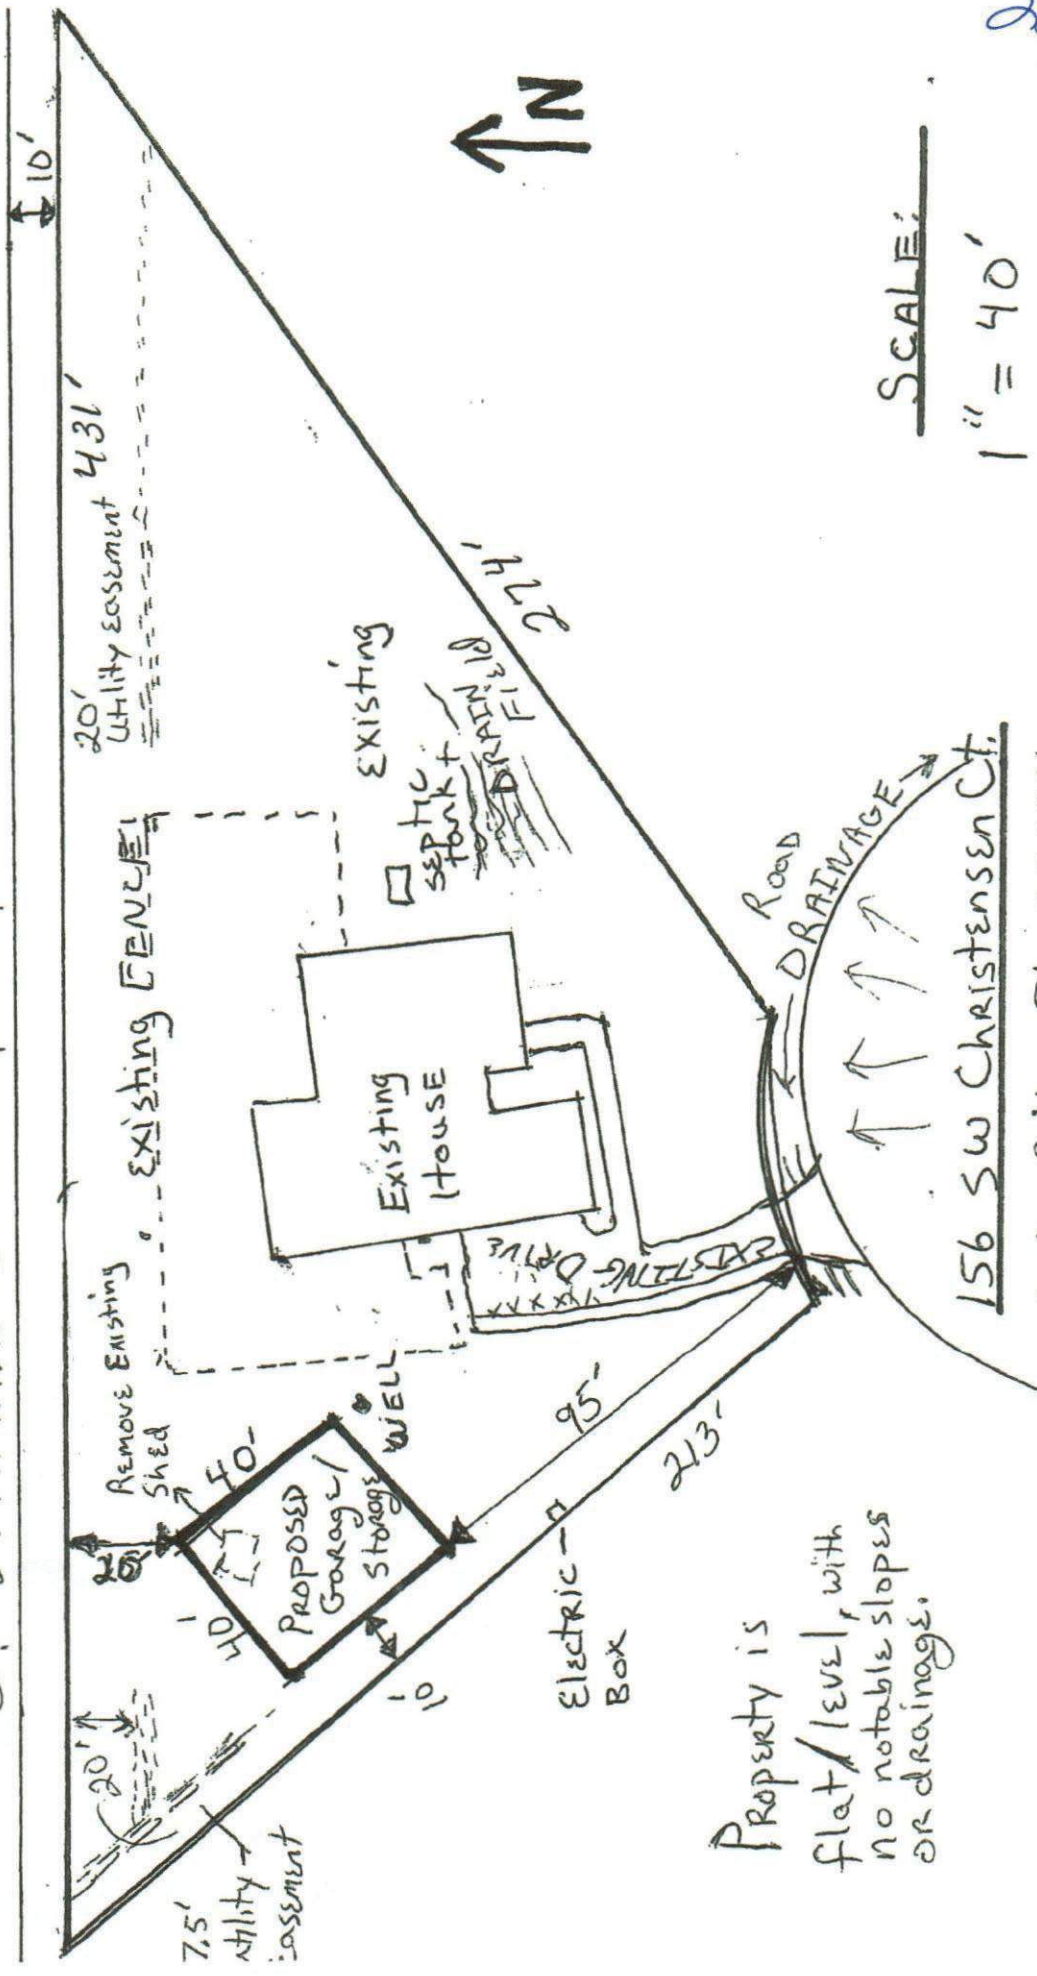 10'
20'
Utility Easement 431'
Remove Existing
Shed
Existing FENCE
20'
40'
40'
PROPOSED
Garage/
Storage
WELL
Existing
House
Existing
SEPTIC
tank +
DRAIN
FIELD
274'
N
7.5'
utility
Easement
10'
95'
213'
EXISTING DRIVE
Electric
Box
Road
DRAINAGE
Property is
flat/level, with
no notable slopes
or drainage.
156 SW Christensen Ct.
SCALE:
1" = 40'